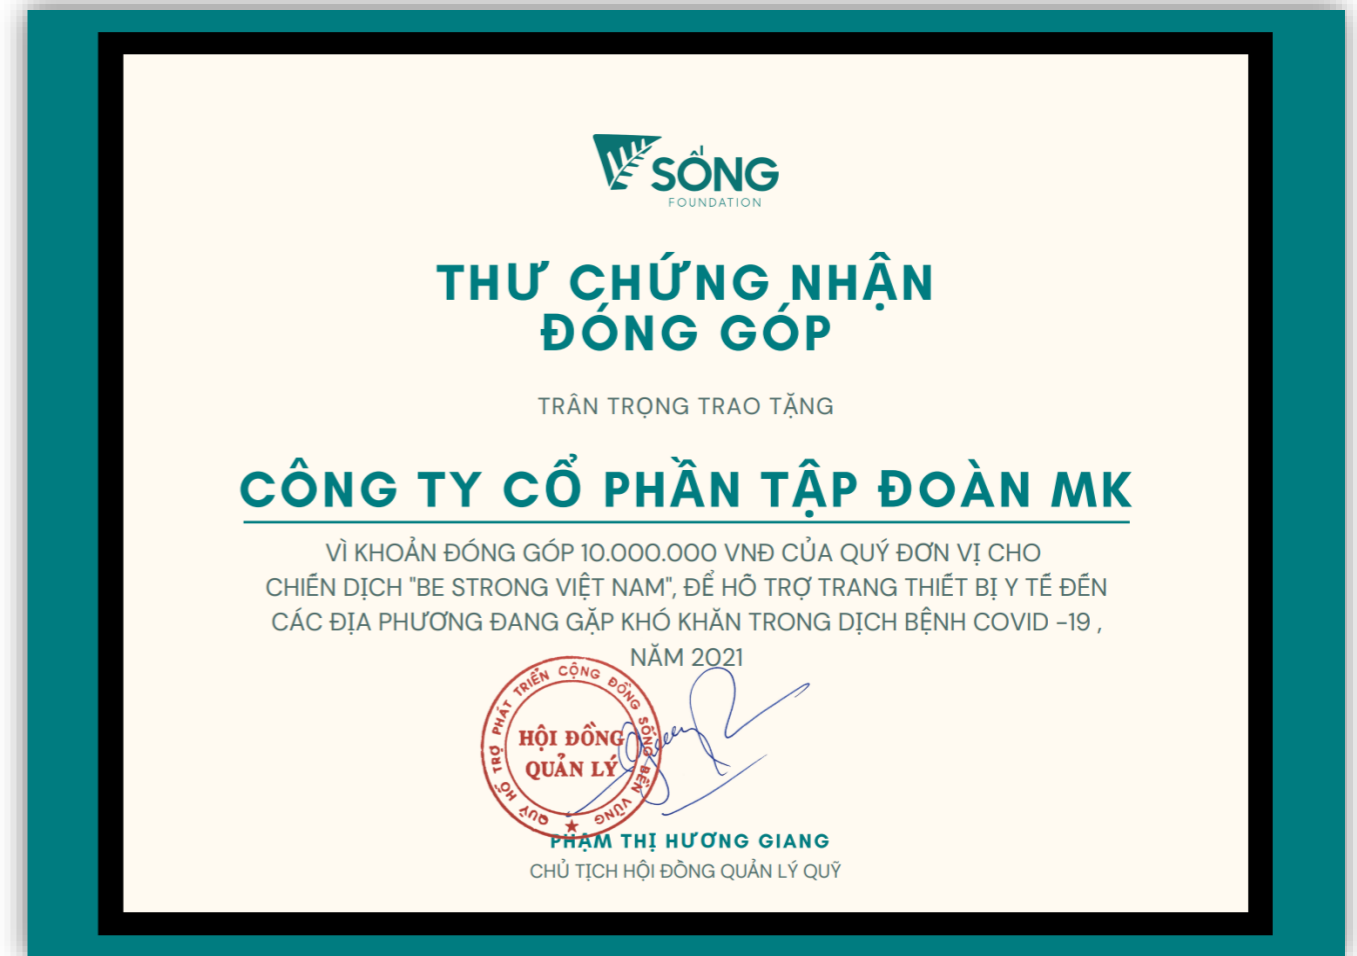 SỐNG
FOUNDATION
THƯ CHỨNG NHẬN
ĐÓNG GÓP
TRÂN TRỌNG TRAO TẶNG
CÔNG TY CỔ PHẦN TẬP ĐOÀN MK
VÌ KHOẢN ĐÓNG GÓP 10.000.000 VNĐ CỦA QUÝ ĐƠN VỊ CHO
CHIẾN DỊCH "BE STRONG VIỆT NAM", ĐỂ HỖ TRỢ TRANG THIẾT BỊ Y TẾ ĐẾN
CÁC ĐỊA PHƯƠNG ĐANG GẶP KHÓ KHĂN TRONG DỊCH BỆNH COVID -19 ,
NĂM 2021
QUỸ HỖ TRỢ PHÁT TRIỂN CỘNG ĐỒNG SỐNG BỀN VỮNG
HỘI ĐỒNG
QUẢN LÝ
PHẠM THỊ HƯƠNG GIANG
CHỦ TỊCH HỘI ĐỒNG QUẢN LÝ QUỸ